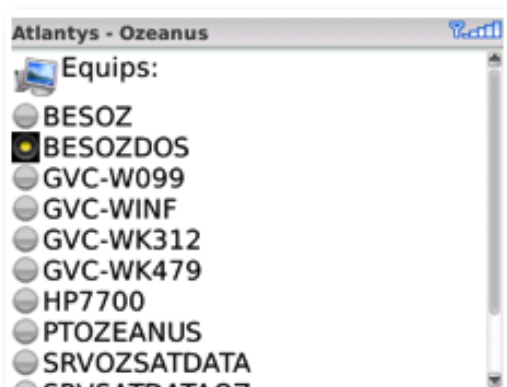 Atlantys - Ozeanus
Equips:
BESOZ
BESOZDOS
GVC-W099
GVC-WINF
GVC-WK312
GVC-WK479
HP7700
PTOZEANUS
SRVOZSATDATA